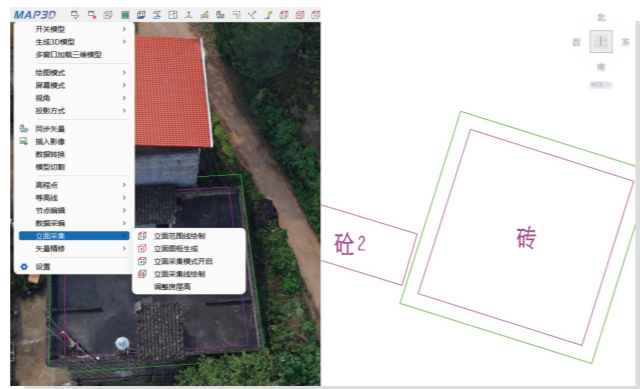 MAP3D
开关模型
生成3D模型
多窗口加载三维模型
绘图模式
屏幕模式
视角
投影方式
同步矢量
插入影像
数据转换
模型切割
高程点
等高线
节点编辑
数据采编
立面采集
矢量精修
设置
立面范围线绘制
立面图框生成
立面采集模式开启
立面采集线绘制
调整房屋高
北
西 上 东
南
砼2
砖